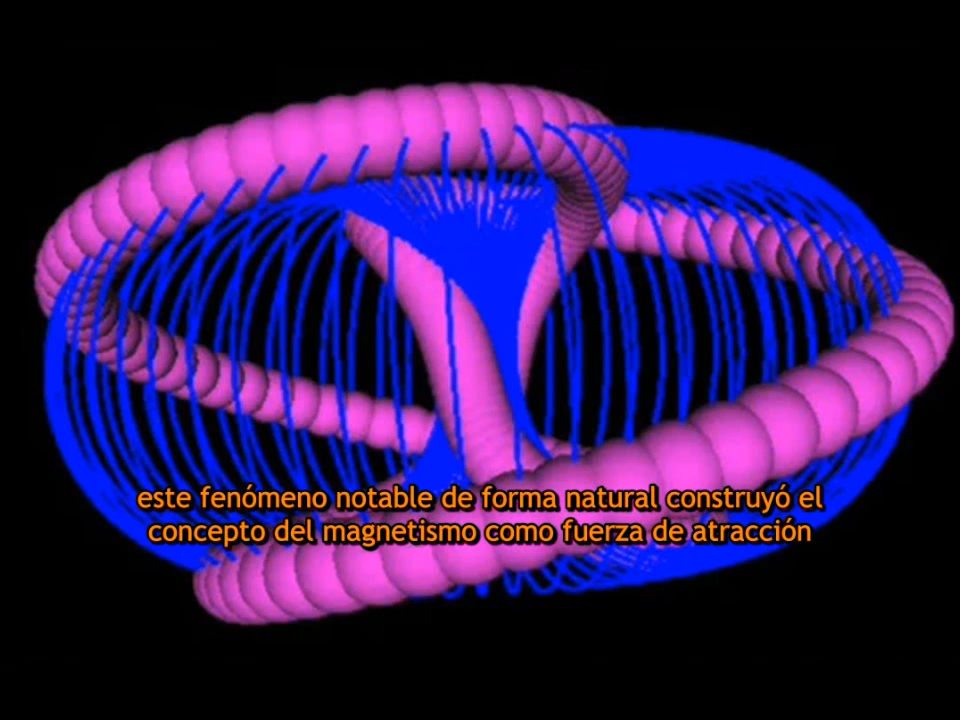 este fenómeno notable de forma natural construyó el
concepto del magnetismo como fuerza de atracción